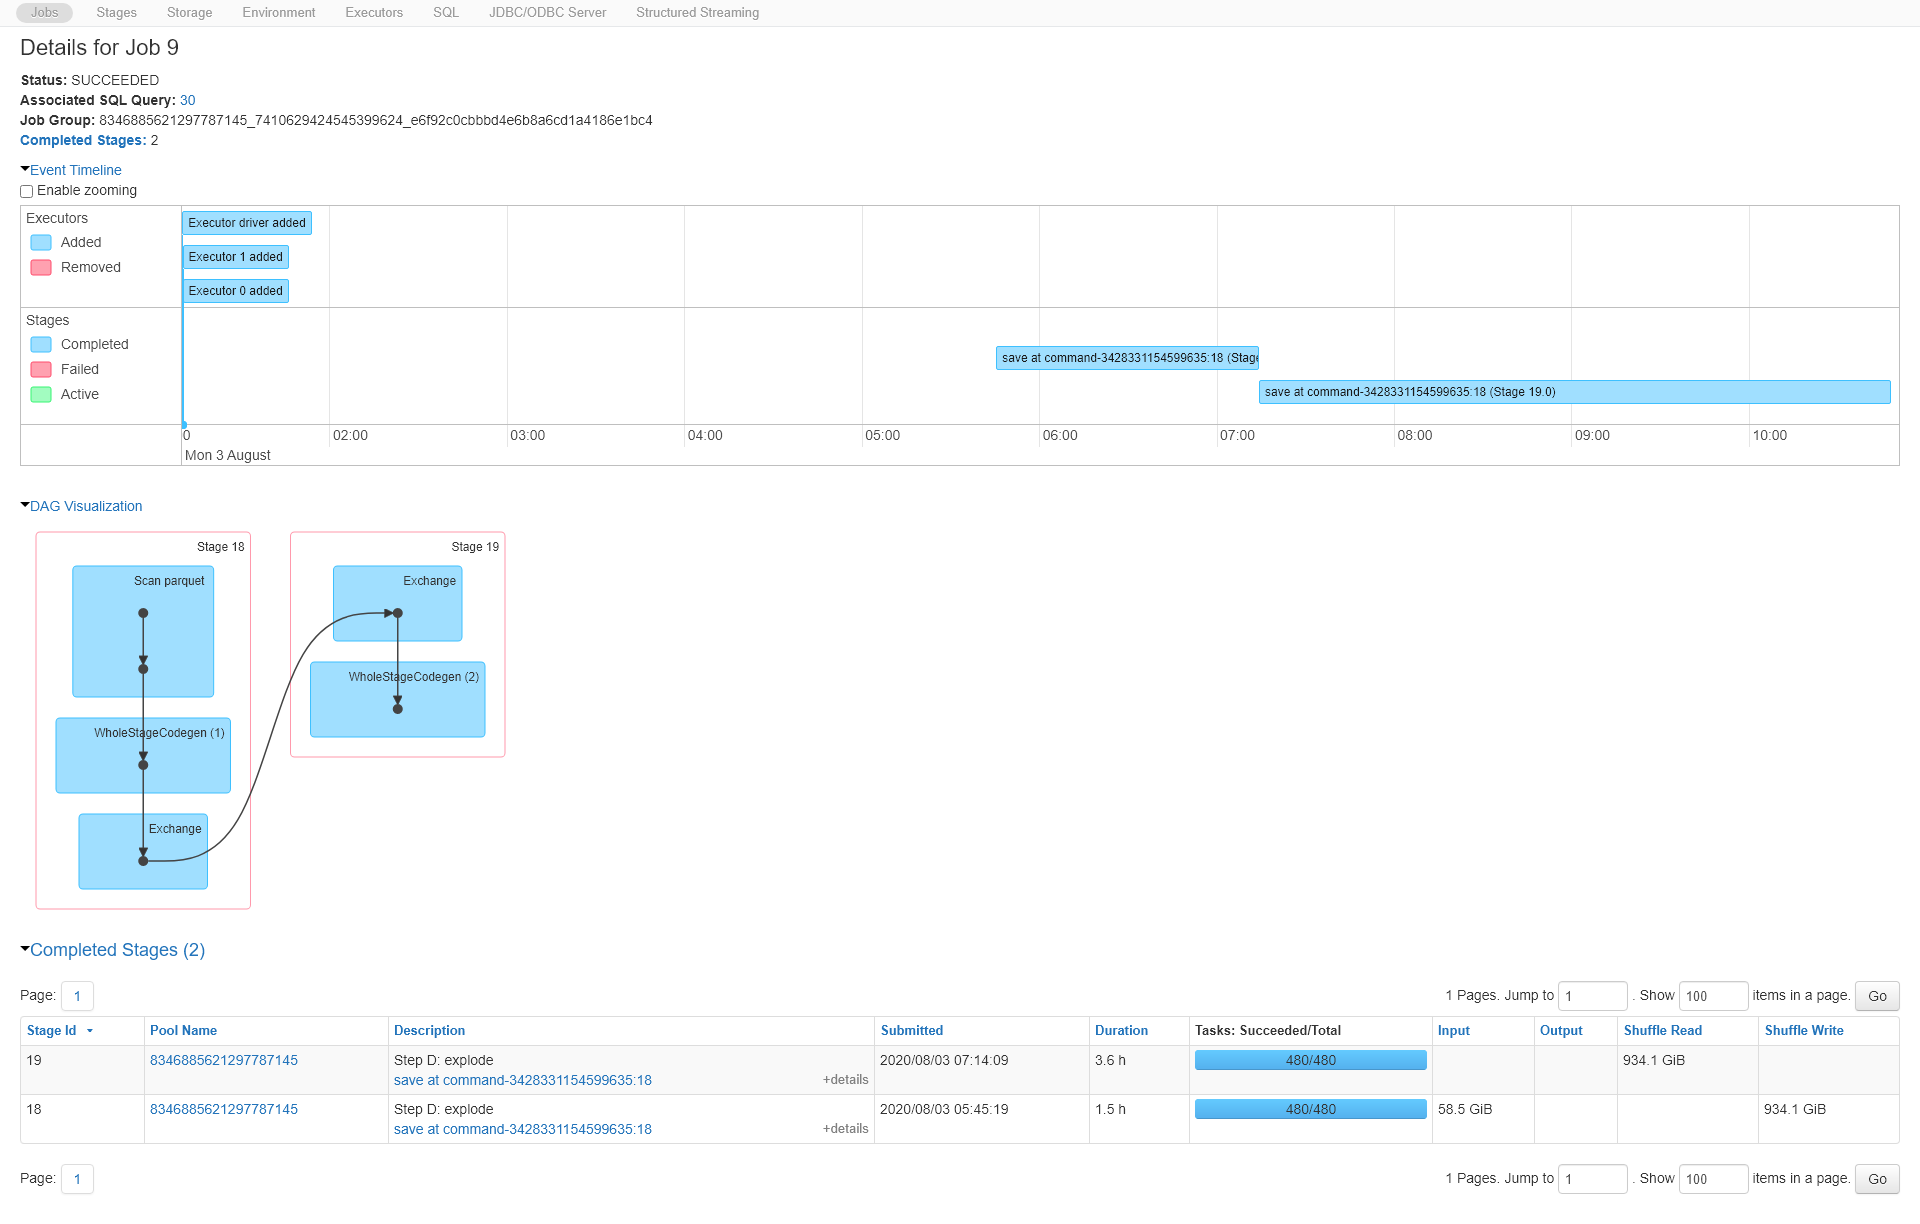 Jobs Stages Storage Environment Executors SQL JDBC/ODBC Server Structured Streaming
Details for Job 9
Status: SUCCEEDED
Associated SQL Query: 30
Job Group: 8346885621297787145_7410629424545399624_e6f92c0cbbbd4e6b8a6cd1a4186e1bc4
Completed Stages: 2
Event Timeline
Enable zooming
Executors
Added
Removed
Executor driver added
Executor 1 added
Executor 0 added
Stages
Completed
Failed
Active
save at command-3428331154599635:18 (Stage
save at command-3428331154599635:18 (Stage 19.0)
0 02:00 03:00 04:00 05:00 06:00 07:00 08:00 09:00 10:00
Mon 3 August
DAG Visualization
Stage 18
Scan parquet
WholeStageCodegen (1)
Exchange
Stage 19
Exchange
WholeStageCodegen (2)
Completed Stages (2)
Page: 1
1 Pages. Jump to 1 . Show 100 items in a page. Go
Stage Id Pool Name Description Submitted Duration Tasks: Succeeded/Total Input Output Shuffle Read Shuffle Write
19 8346885621297787145 Step D: explode 2020/08/03 07:14:09 3.6 h 480/480 934.1 GiB
save at command-3428331154599635:18 +details
18 8346885621297787145 Step D: explode 2020/08/03 05:45:19 1.5 h 480/480 58.5 GiB 934.1 GiB
save at command-3428331154599635:18 +details
Page: 1
1 Pages. Jump to 1 . Show 100 items in a page. Go